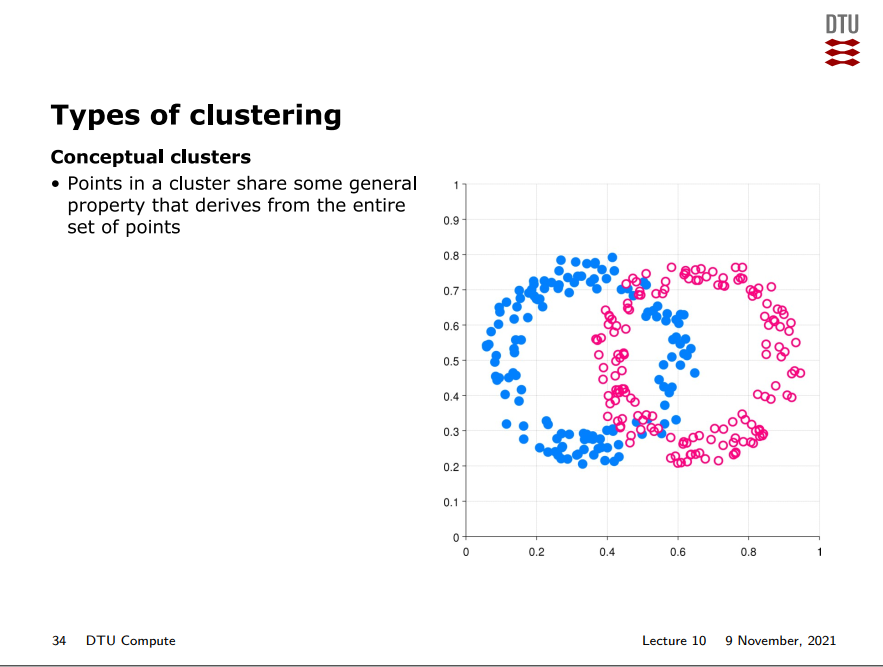 DTU
Types of clustering
Conceptual clusters
• Points in a cluster share some general
property that derives from the entire
set of points
1
0.9
0.8
0.7
0.6
0.5
0.4
0.3
0.2
0.1
0
0 0.2 0.4 0.6 0.8 1
34 DTU Compute Lecture 10 9 November, 2021